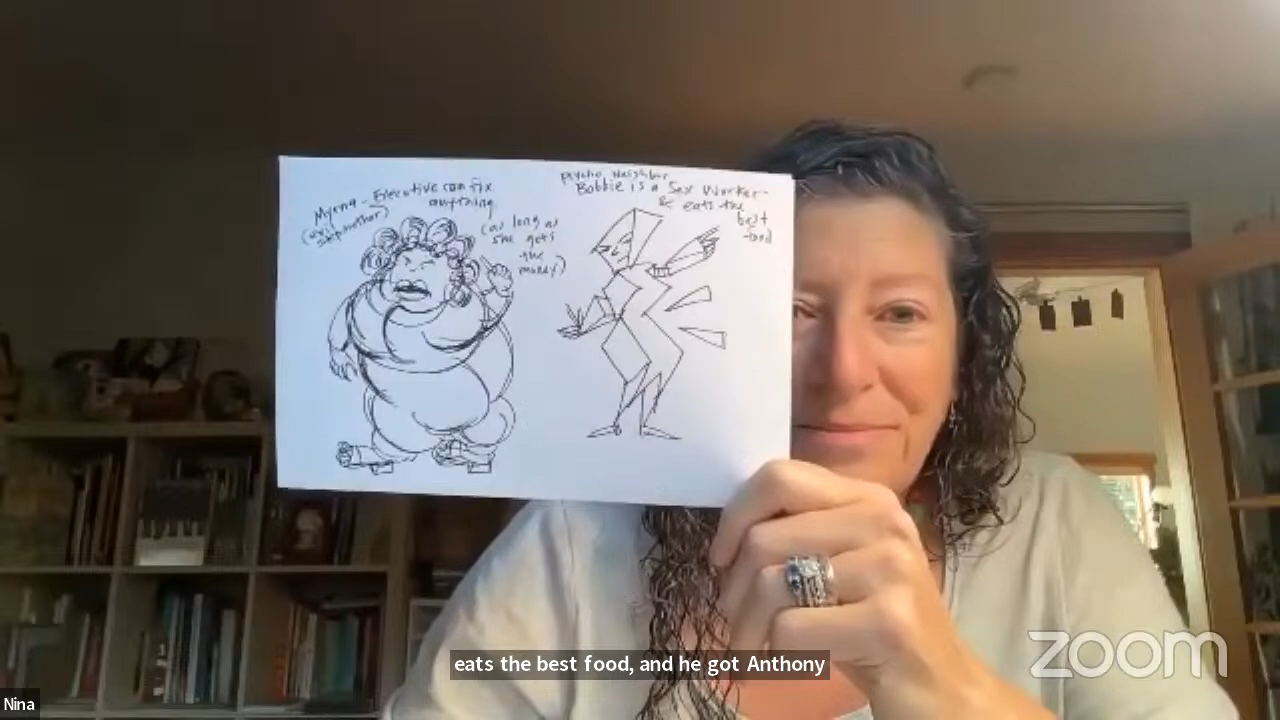 Myrna - Executive can fix
anything
(evil
stepmother)
(as long as
she gets
the
money)
Psycho Neighbor
Bobbie is a Sex Worker -
& eats the
best
food
eats the best food, and he got Anthony
zoom
Nina